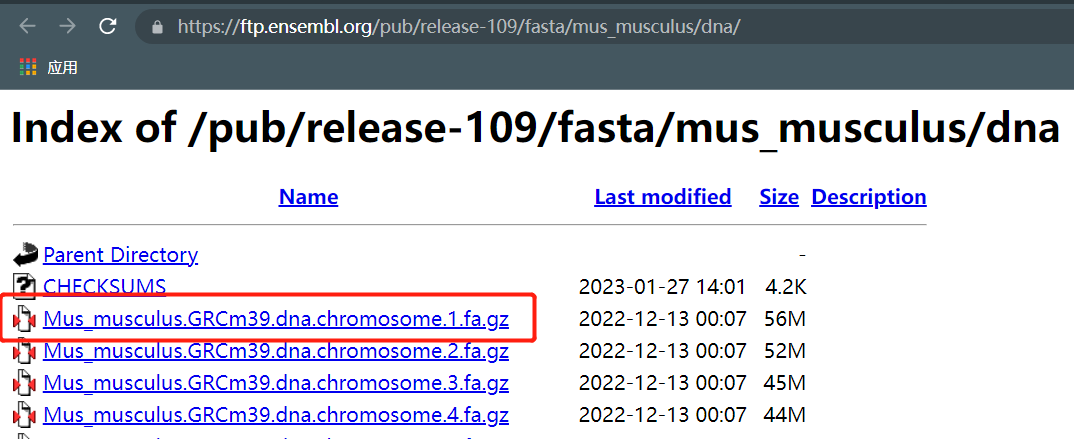 https://ftp.ensembl.org/pub/release-109/fasta/mus_musculus/dna/
应用
Index of /pub/release-109/fasta/mus_musculus/dna
Name Last modified Size Description
Parent Directory -
CHECKSUMS 2023-01-27 14:01 4.2K
Mus_musculus.GRCm39.dna.chromosome.1.fa.gz 2022-12-13 00:07 56M
Mus_musculus.GRCm39.dna.chromosome.2.fa.gz 2022-12-13 00:07 52M
Mus_musculus.GRCm39.dna.chromosome.3.fa.gz 2022-12-13 00:07 45M
Mus_musculus.GRCm39.dna.chromosome.4.fa.gz 2022-12-13 00:07 44M